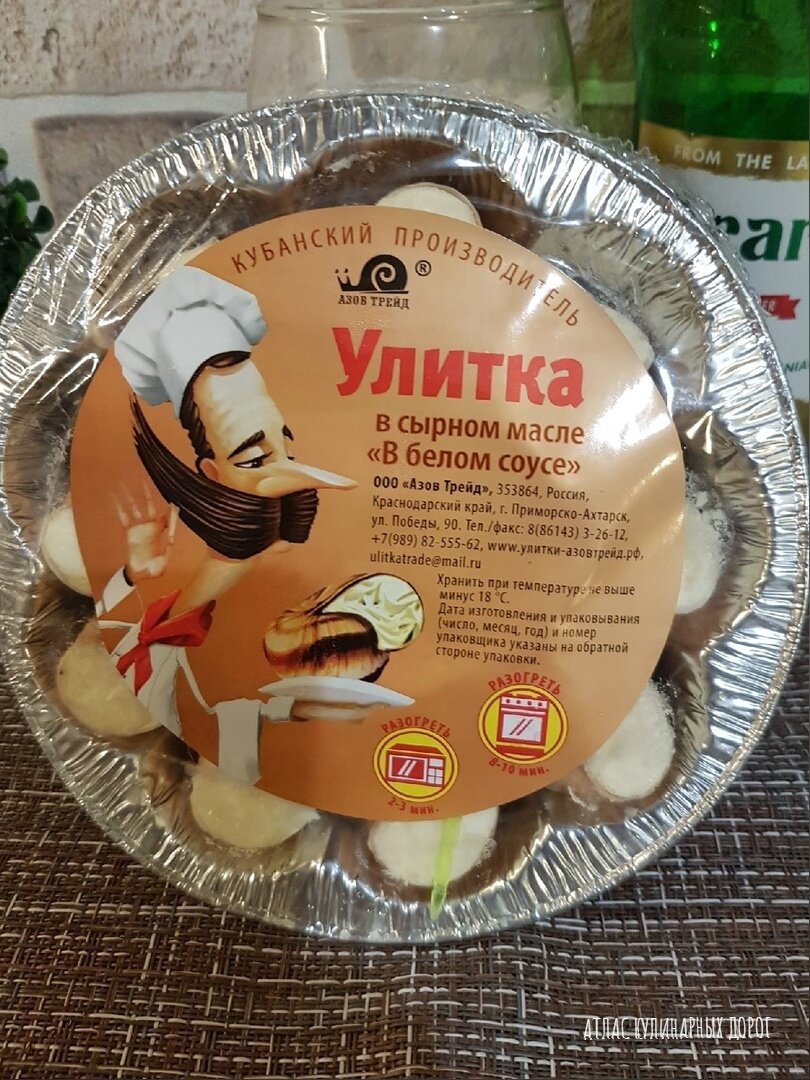 FROM THE LA
ran
КУБАНСКИЙ ПРОИЗВОДИТЕЛЬ
®
АЗОВ ТРЕЙД
Улитка
в сырном масле
«В белом соусе»
ООО «Азов Трейд», 353864, Россия,
Краснодарский край, г. Приморско-Ахтарск,
ул. Победы, 90. Тел./факс: 8(86143) 3-26-12,
+7(989) 82-555-62, www.улитки-азовтрейд.рф,
ulitkatrade@mail.ru
Хранить при температуре не выше
минус 18 °С.
Дата изготовления и упаковывания
(число, месяц, год) и номер
упаковщика указаны на обратной
стороне упаковки.
РАЗОГРЕТЬ
8-10 мин.
РАЗОГРЕТЬ
2-3 мин.
АТЛАС КУЛИНАРНЫХ ДОРОГ